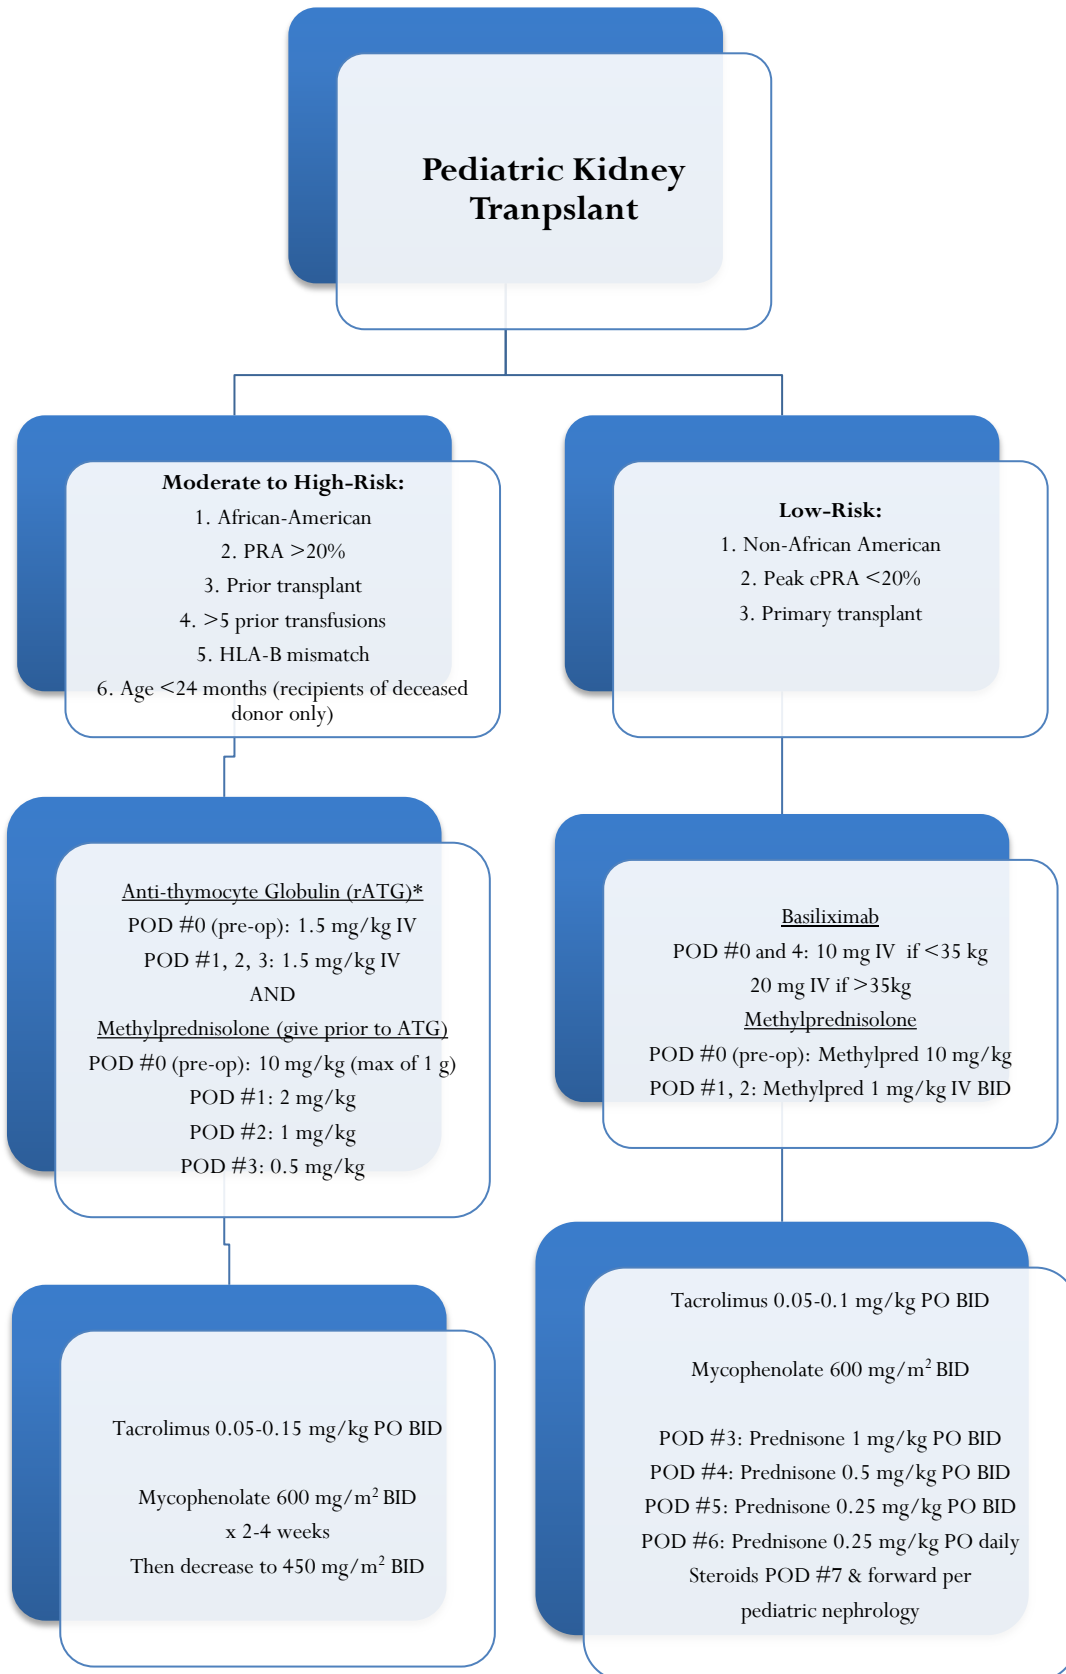 Pediatric Kidney
Tranpslant
Moderate to High-Risk:
1. African-American
2. PRA >20%
3. Prior transplant
4. >5 prior transfusions
5. HLA-B mismatch
6. Age <24 months (recipients of deceased
donor only)
Low-Risk:
1. Non-African American
2. Peak cPRA <20%
3. Primary transplant
Anti-thymocyte Globulin (rATG)*
POD #0 (pre-op): 1.5 mg/kg IV
POD #1, 2, 3: 1.5 mg/kg IV
AND
Methylprednisolone (give prior to ATG)
POD #0 (pre-op): 10 mg/kg (max of 1 g)
POD #1: 2 mg/kg
POD #2: 1 mg/kg
POD #3: 0.5 mg/kg
Basiliximab
POD #0 and 4: 10 mg IV if <35 kg
20 mg IV if >35kg
Methylprednisolone
POD #0 (pre-op): Methylpred 10 mg/kg
POD #1, 2: Methylpred 1 mg/kg IV BID
Tacrolimus 0.05-0.15 mg/kg PO BID
Mycophenolate 600 mg/m² BID
x 2-4 weeks
Then decrease to 450 mg/m² BID
Tacrolimus 0.05-0.1 mg/kg PO BID
Mycophenolate 600 mg/m² BID
POD #3: Prednisone 1 mg/kg PO BID
POD #4: Prednisone 0.5 mg/kg PO BID
POD #5: Prednisone 0.25 mg/kg PO BID
POD #6: Prednisone 0.25 mg/kg PO daily
Steroids POD #7 & forward per
pediatric nephrology